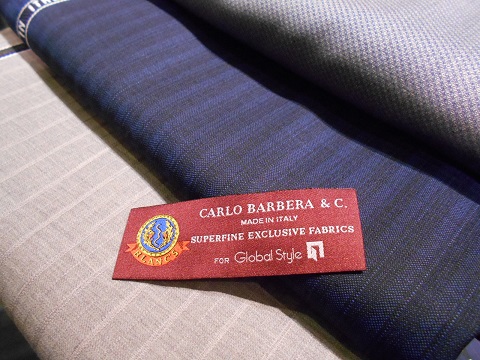 CARLO BARBERA & C.
MADE IN ITALY
SUPERFINE EXCLUSIVE FABRICS
FOR Global Style